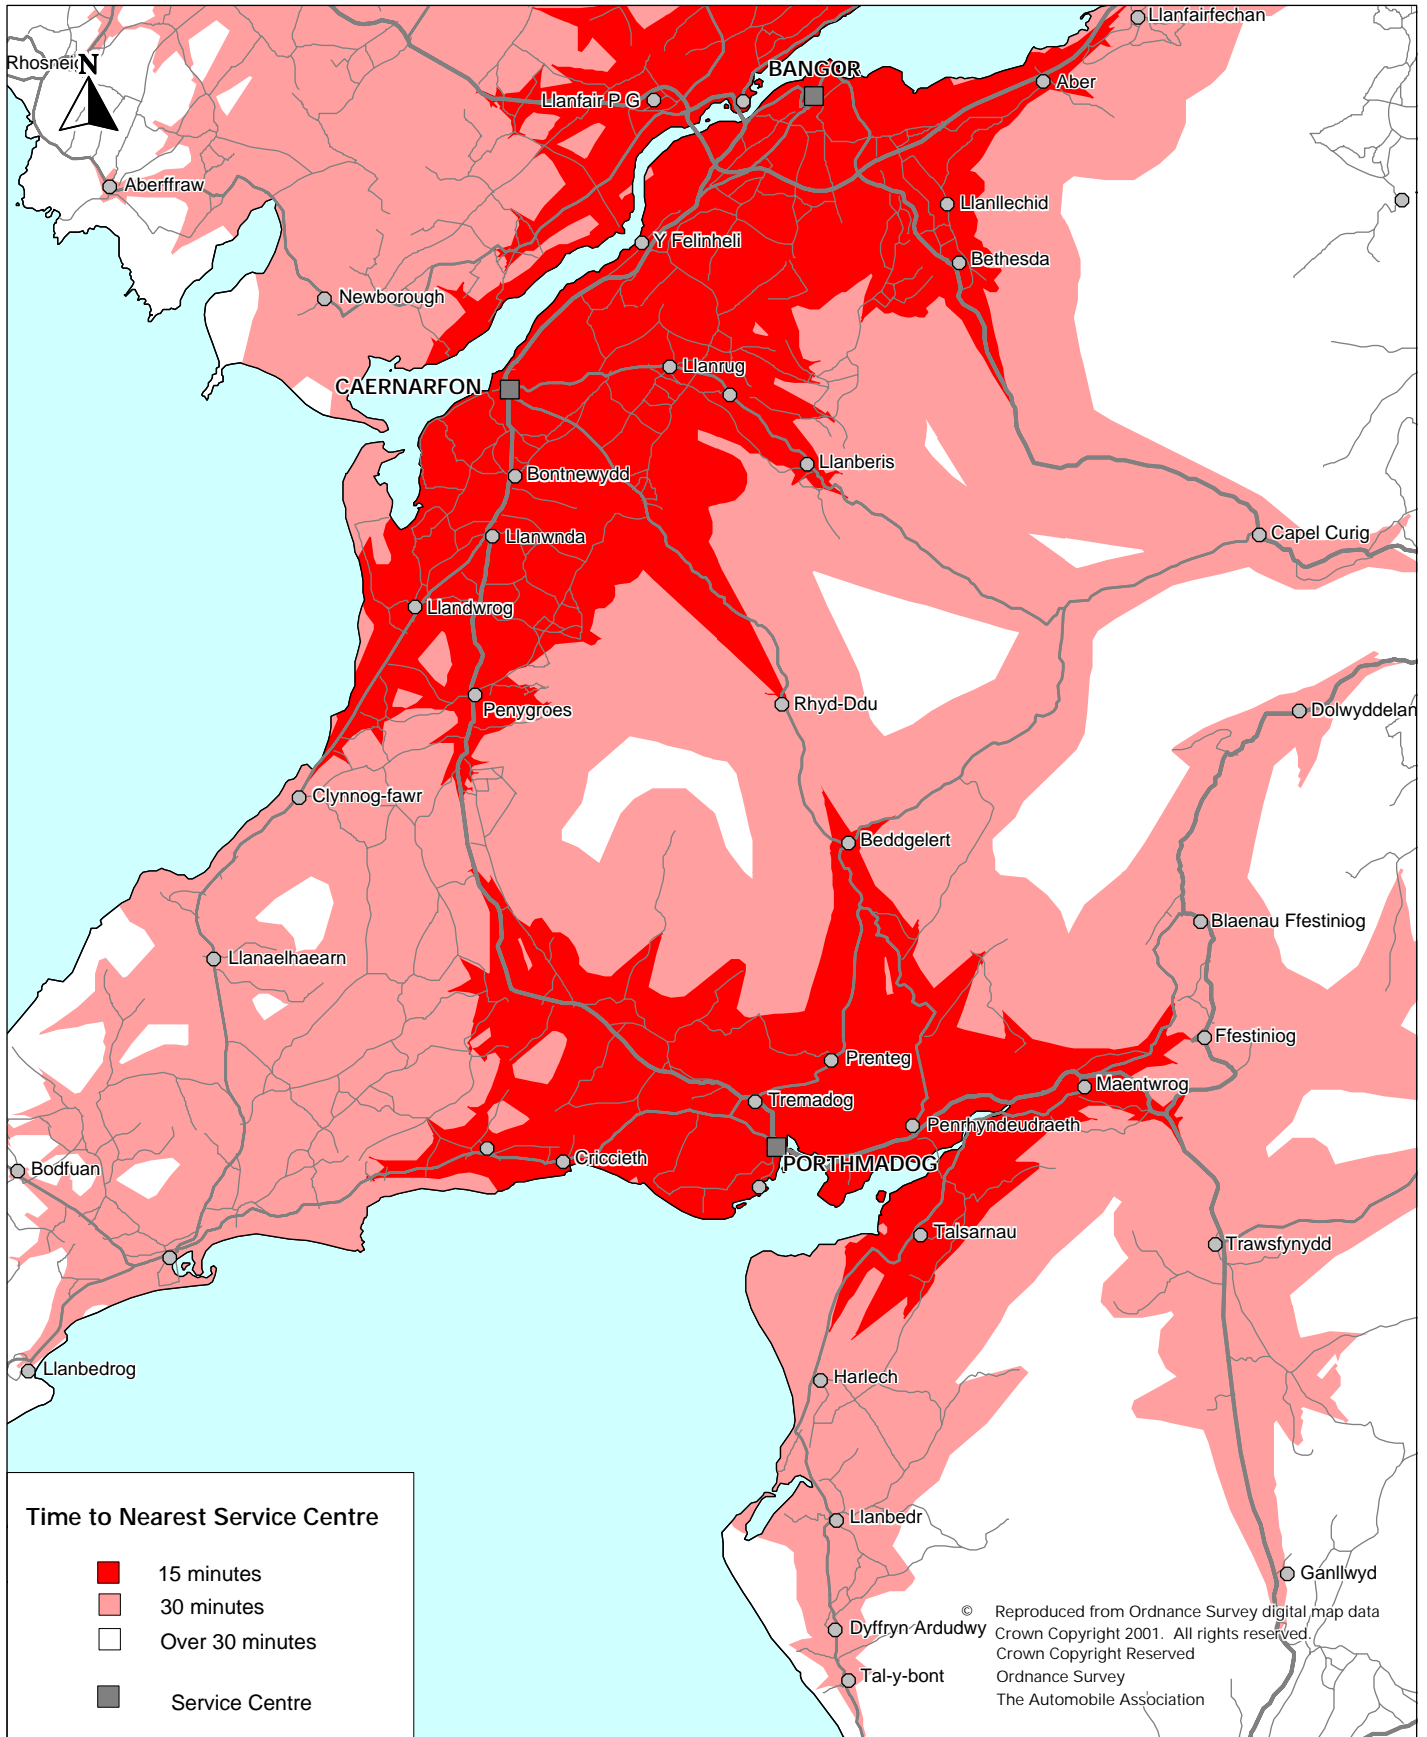 Llanfairfechan
Rhosnei
N
BANGOR
Aber
Llanfair P G
Aberffraw
Llanllechid
Y Felinheli
Bethesda
Newborough
Llanrug
CAERNARFON
Llanberis
Bontnewydd
Capel Curig
Llanwnda
Llandwrog
Rhyd-Ddu
Penygroes
Dolwyddelan
Clynnog-fawr
Beddgelert
Blaenau Ffestiniog
Llanaelhaearn
Ffestiniog
Prenteg
Maentwrog
Tremadog
Penrhyndeudraeth
Criccieth
PORTHMADOG
Bodfuan
Talsarnau
Trawsfynydd
Llanbedrog
Harlech
Llanbedr
Ganllwyd
Dyffryn Ardudwy
Tal-y-bont
Time to Nearest Service Centre
15 minutes
30 minutes
Over 30 minutes
Service Centre
© Reproduced from Ordnance Survey digital map data
Crown Copyright 2001. All rights reserved.
Crown Copyright Reserved
Ordnance Survey
The Automobile Association